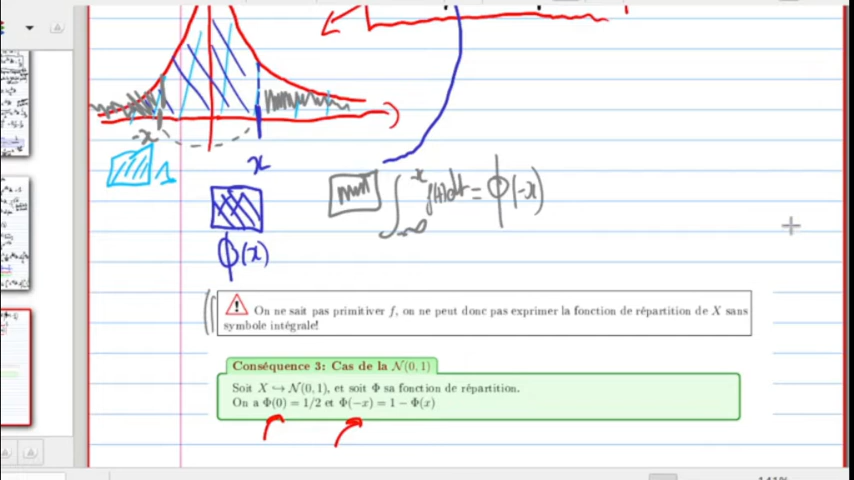 -x
x
1
∫_{-∞}^{-x} f(t)dt = Φ(-x)
Φ(x)
On ne sait pas primitiver f, on ne peut donc pas exprimer la fonction de répartition de X sans
symbole intégrale!
Conséquence 3: Cas de la N(0, 1)
Soit X ↪ N(0, 1), et soit Φ sa fonction de répartition.
On a Φ(0) = 1/2 et Φ(−x) = 1 − Φ(x)